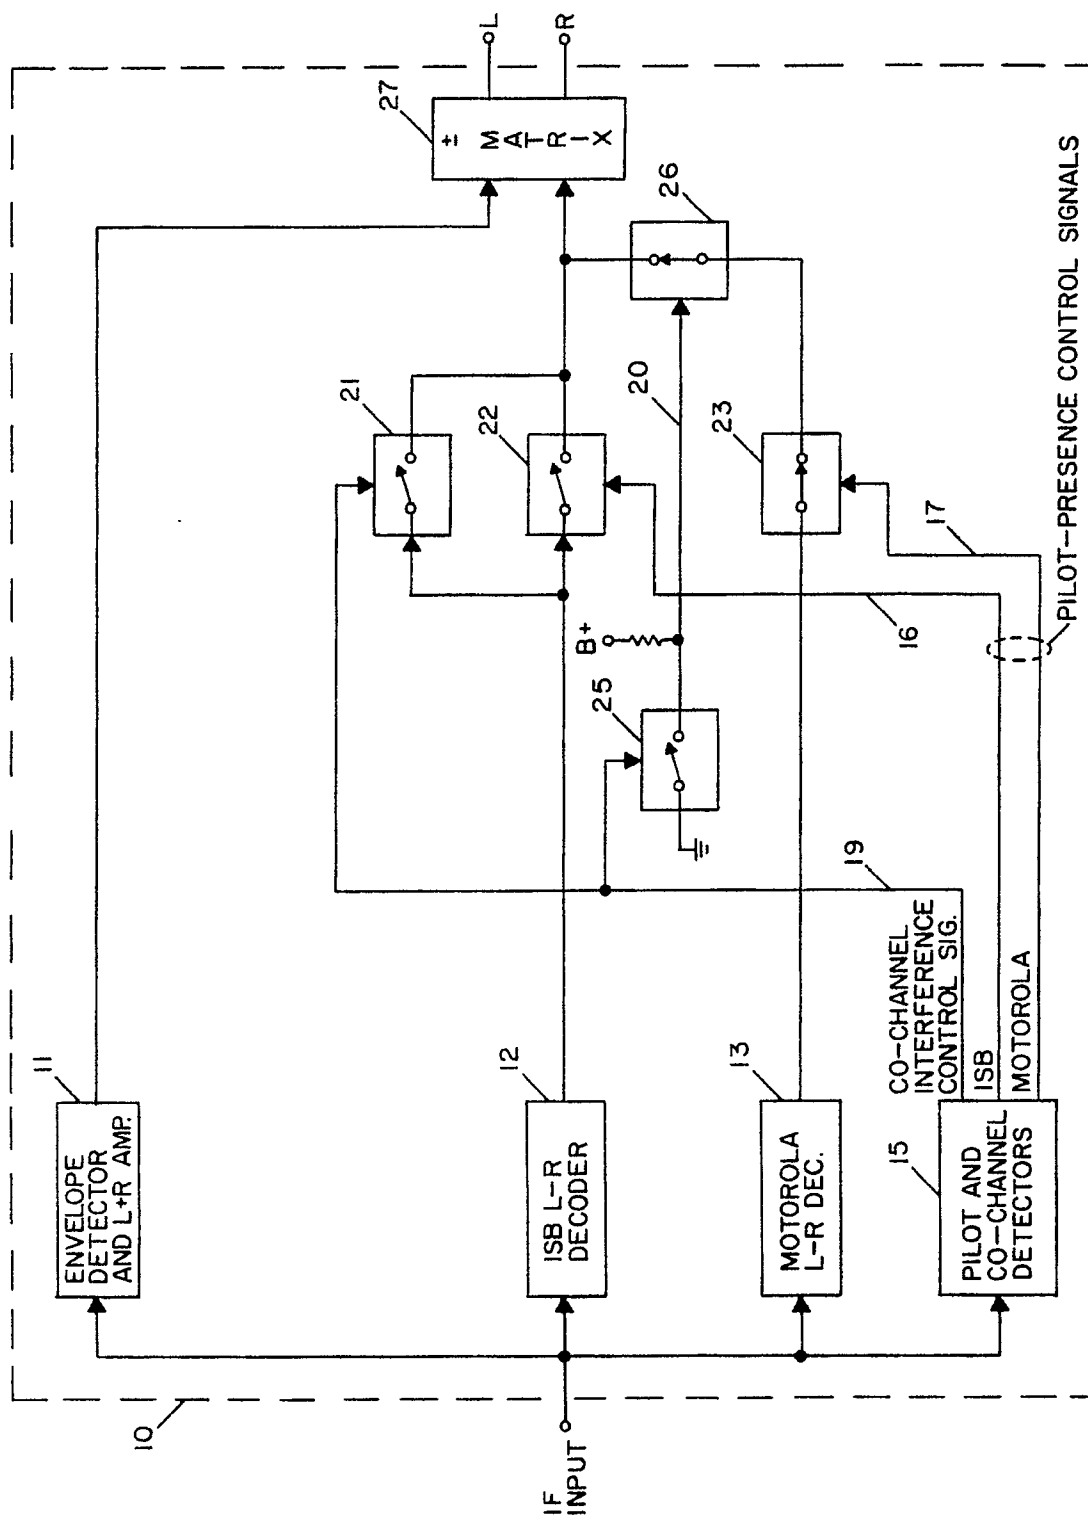 10
IF
INPUT
11
ENVELOPE
DETECTOR
AND L+R AMP.
12
ISB L-R
DECODER
13
MOTOROLA
L-R DEC.
15
PILOT AND
CO-CHANNEL
DETECTORS
CO-CHANNEL
INTERFERENCE
CONTROL SIG.
ISB
MOTOROLA
19
16
17
PILOT-PRESENCE CONTROL SIGNALS
25
B+
20
21
22
23
26
27
±
MATRIX
L
R